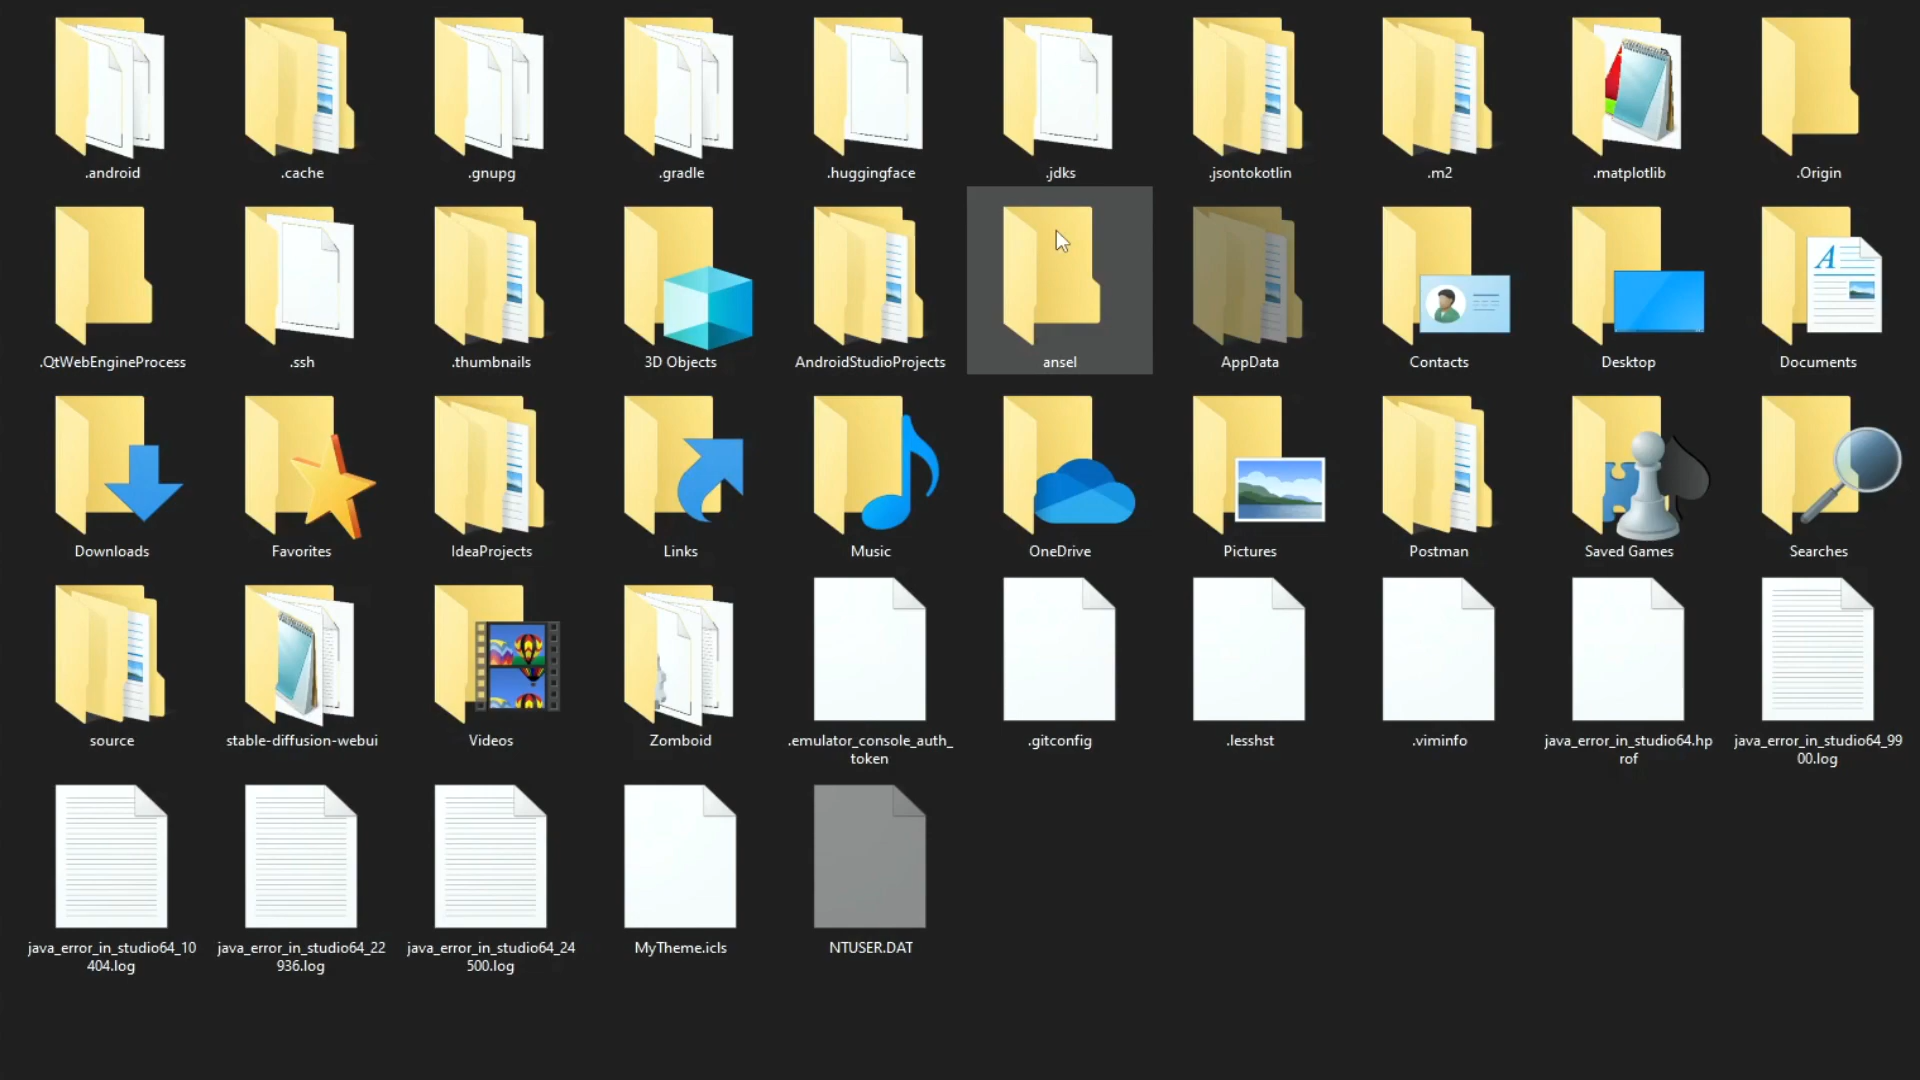 .android
.cache
.gnupg
.gradle
.huggingface
.jdks
.jsontokotlin
.m2
.matplotlib
.Origin
.QtWebEngineProcess
.ssh
.thumbnails
3D Objects
AndroidStudioProjects
ansel
AppData
Contacts
Desktop
Documents
Downloads
Favorites
IdeaProjects
Links
Music
OneDrive
Pictures
Postman
Saved Games
Searches
source
stable-diffusion-webui
Videos
Zomboid
.emulator_console_auth_
token
.gitconfig
.lesshst
.viminfo
java_error_in_studio64.hp
rof
java_error_in_studio64_99
00.log
java_error_in_studio64_10
404.log
java_error_in_studio64_22
936.log
java_error_in_studio64_24
500.log
MyTheme.icls
NTUSER.DAT